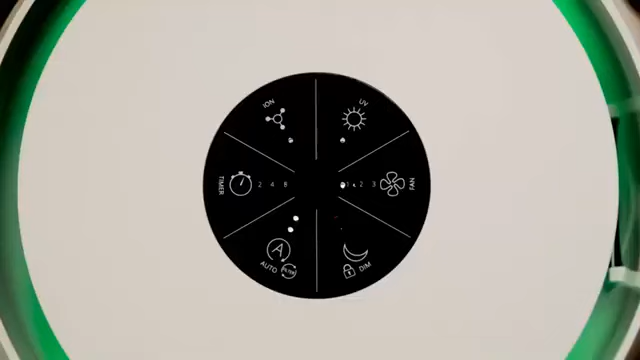 ION
UV
TIMER
2 4 8
1 2 3
FAN
A
AUTO
FILTER
DIM